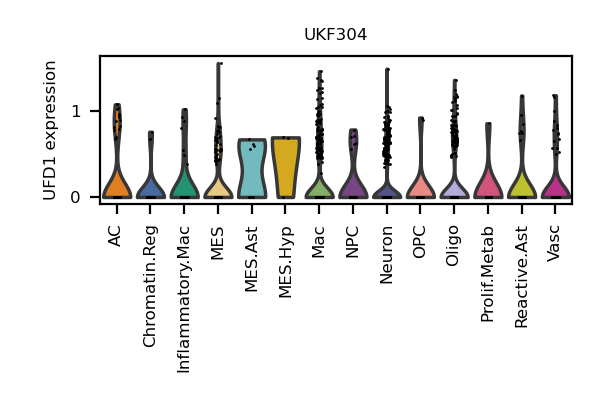 UKF304
UFD1 expression
1
0
AC
Chromatin.Reg
Inflammatory.Mac
MES
MES.Ast
MES.Hyp
Mac
NPC
Neuron
OPC
Oligo
Prolif.Metab
Reactive.Ast
Vasc